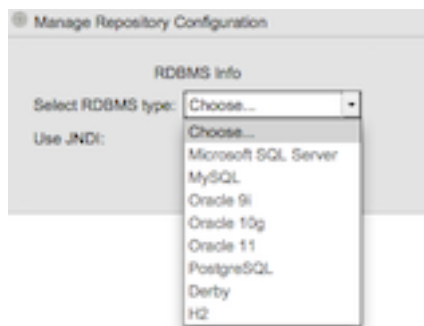 Manage Repository Configuration
RDBMS Info
Select RDBMS type: Choose...
Use JNDI:
Choose...
Microsoft SQL Server
MySQL
Oracle 9i
Oracle 10g
Oracle 11
PostgreSQL
Derby
H2